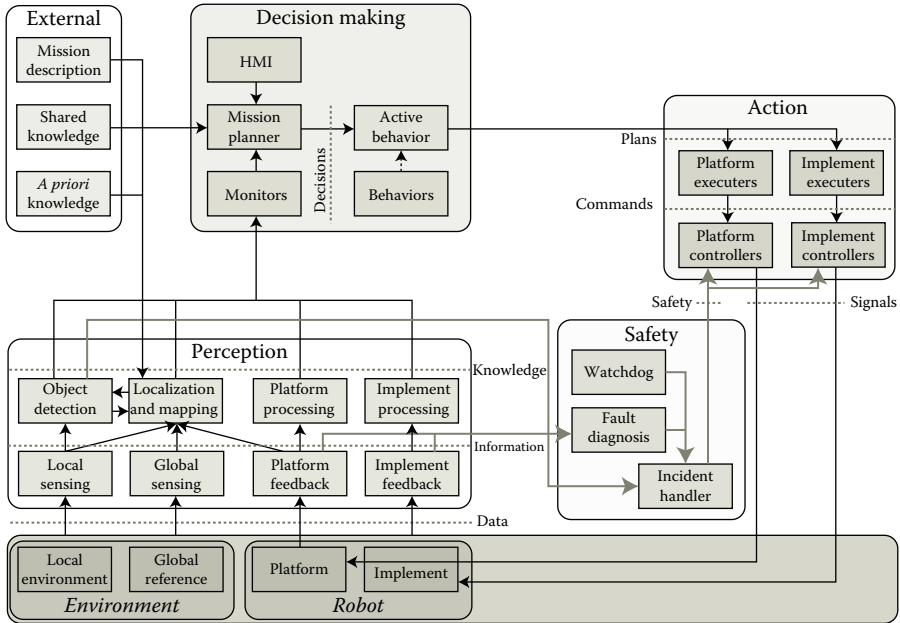 External
Mission
description
Shared
knowledge
A priori
knowledge
Decision making
HMI
Mission
planner
Monitors
Decisions
Active
behavior
Behaviors
Action
Plans
Platform
executers
Implement
executers
Commands
Platform
controllers
Implement
controllers
Safety
Signals
Perception
Knowledge
Object
detection
Localization
and mapping
Platform
processing
Implement
processing
Information
Local
sensing
Global
sensing
Platform
feedback
Implement
feedback
Safety
Watchdog
Fault
diagnosis
Incident
handler
Data
Local
environment
Global
reference
Environment
Platform
Implement
Robot